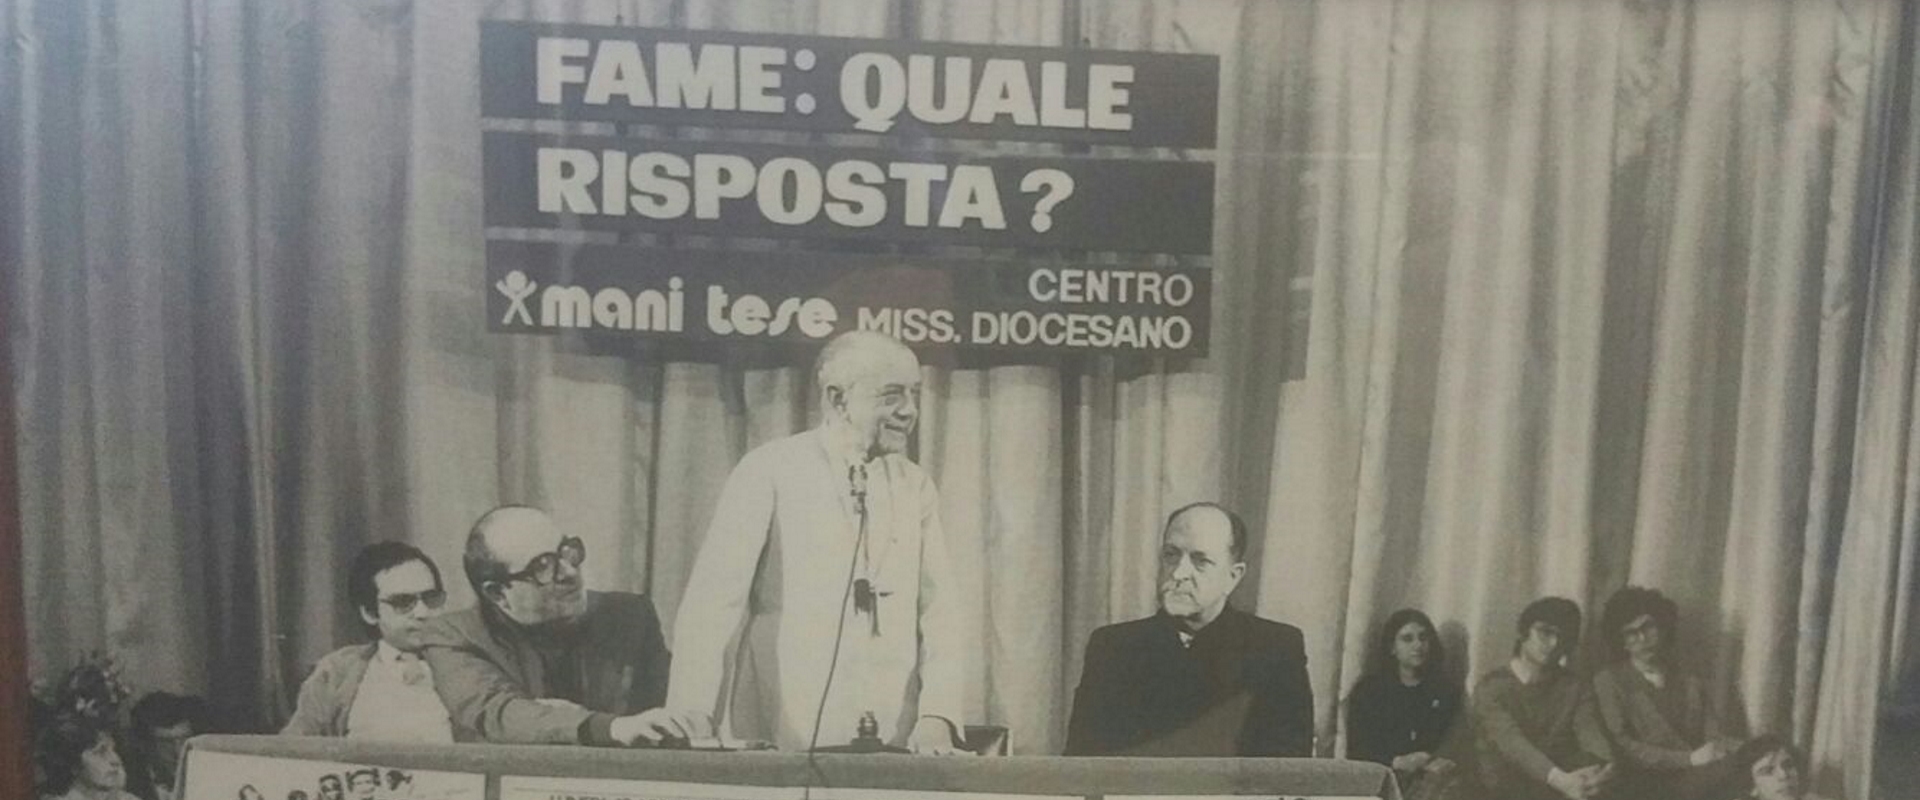 FAME: QUALE
RISPOSTA?
mani tese
CENTRO
MISS. DIOCESANO